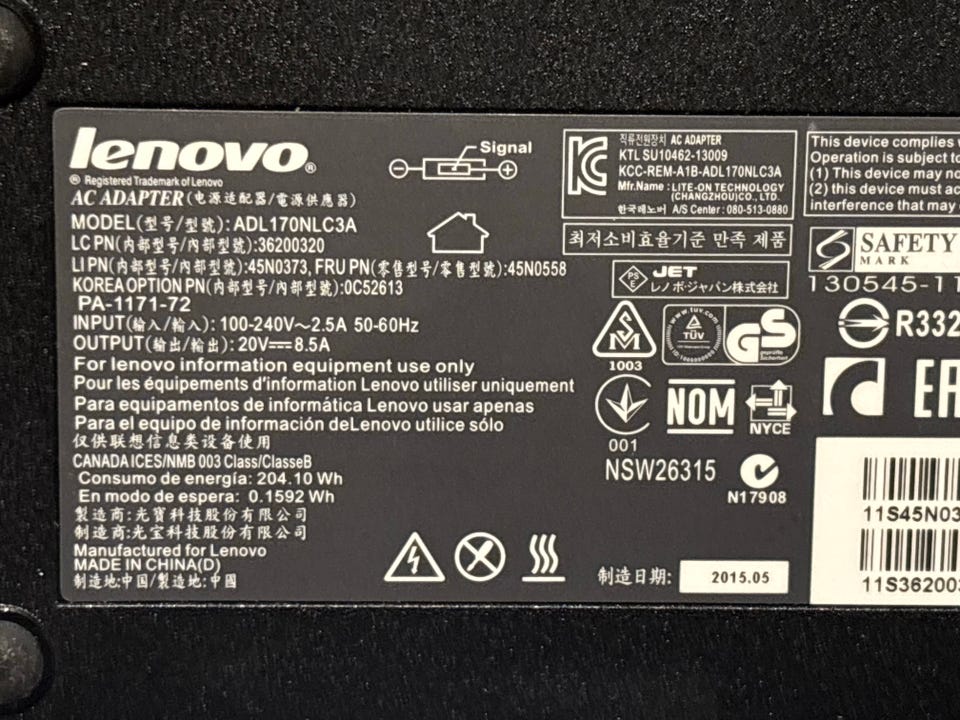 lenovo®
® Registered Trademark of Lenovo
AC ADAPTER(电源适配器/電源供應器)
MODEL(型号/型號): ADL170NLC3A
LC PN(内部型号/內部型號):36200320
LI PN(内部型号/內部型號):45N0373, FRU PN(零售型号/零售型號):45N0558
KOREA OPTION PN(内部型号/內部型號):0C52613
PA-1171-72
INPUT(输入/輸入): 100-240V～2.5A 50-60Hz
OUTPUT(输出/輸出): 20V⎓8.5A
For lenovo information equipment use only
Pour les équipements d'information Lenovo utiliser uniquement
Para equipamentos de informática Lenovo usar apenas
Para el equipo de información deLenovo utilice sólo
仅供联想信息类设备使用
CANADA ICES/NMB 003 Class/ClasseB
Consumo de energía: 204.10 Wh
En modo de espera: 0.1592 Wh
製造商:光寶科技股份有限公司
制造商:光宝科技股份有限公司
Manufactured for Lenovo
MADE IN CHINA(D)
制造地:中国/製造地:中國
Signal
직류전원장치 AC ADAPTER
KTL SU10462-13009
KCC-REM-A1B-ADL170NLC3A
Mfr.Name : LITE-ON TECHNOLOGY
(CHANGZHOU)CO., LTD.
한국레노버 A/S Center : 080-513-0880
최저소비효율기준 만족 제품
PS
E
JET
レノボ・ジャパン株式会社
1003
www.tuv.com
TÜV
GS
geprüfte
Sicherheit
001
NOM
NYCE
NSW26315
N17908
制造日期:
2015.05
This device complies
Operation is subject to
(1) This device may no
(2) this device must ac
interference that may
SAFETY
MARK
130545-11
R332
EA
11S45N03
11S36200